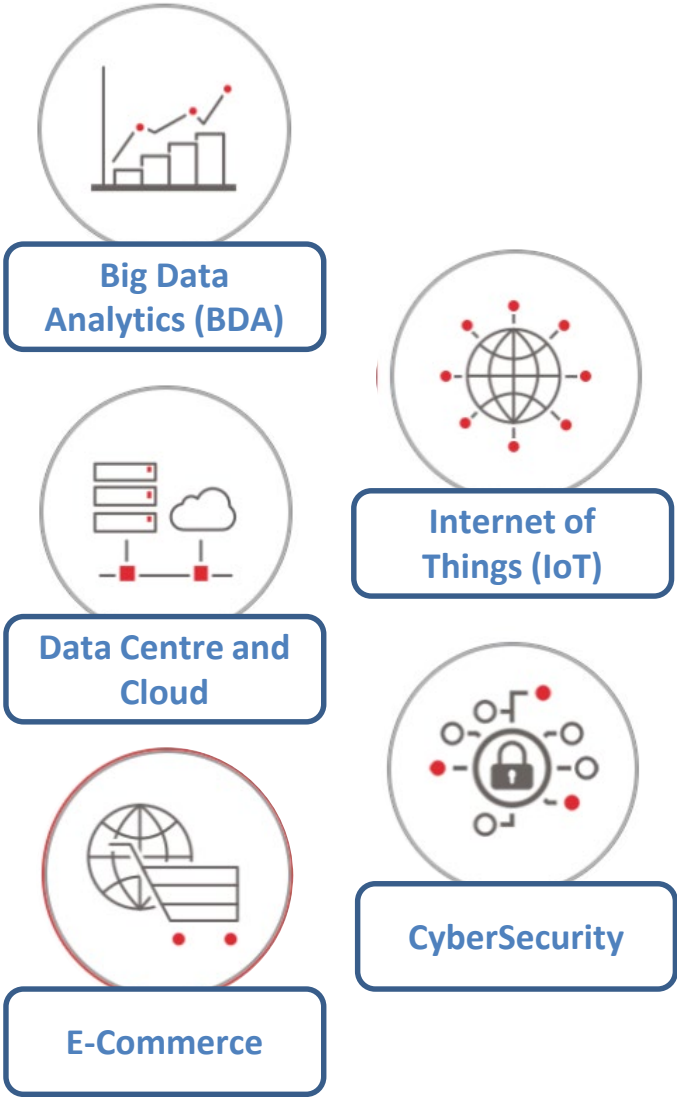 Big Data
Analytics (BDA)
Internet of
Things (IoT)
Data Centre and
Cloud
CyberSecurity
E-Commerce